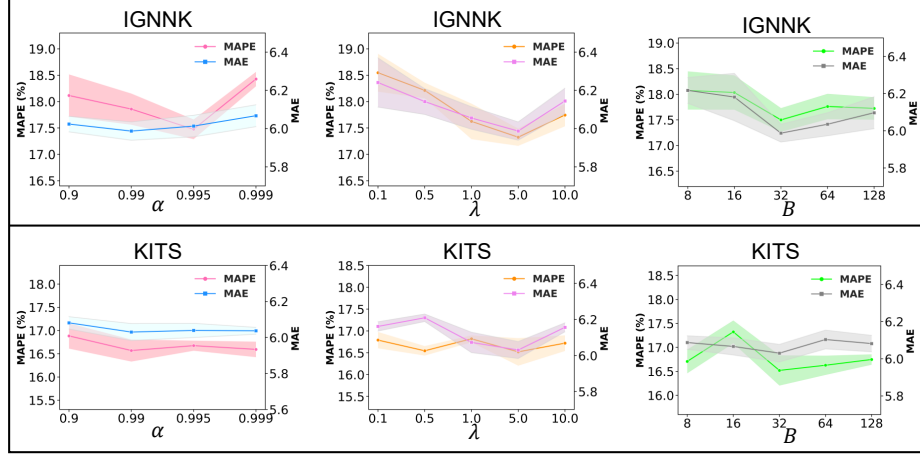 IGNNK
MAPE
MAE
19.0
18.5
18.0
17.5
17.0
16.5
MAPE (%)
6.4
6.2
6.0
5.8
MAE
0.9 0.99 0.995 0.999
α
IGNNK
MAPE
MAE
19.0
18.5
18.0
17.5
17.0
16.5
MAPE (%)
6.4
6.2
6.0
5.8
MAE
0.1 0.5 1.0 5.0 10.0
λ
IGNNK
MAPE
MAE
19.0
18.5
18.0
17.5
17.0
16.5
MAPE (%)
6.4
6.2
6.0
5.8
MAE
8 16 32 64 128
B
KITS
MAPE
MAE
18.0
17.5
17.0
16.5
16.0
15.5
MAPE (%)
6.4
6.2
6.0
5.8
5.6
MAE
0.9 0.99 0.995 0.999
α
KITS
MAPE
MAE
18.5
18.0
17.5
17.0
16.5
16.0
15.5
MAPE (%)
6.4
6.2
6.0
5.8
MAE
0.1 0.5 1.0 5.0 10.0
λ
KITS
MAPE
MAE
18.5
18.0
17.5
17.0
16.5
16.0
MAPE (%)
6.4
6.2
6.0
5.8
MAE
8 16 32 64 128
B